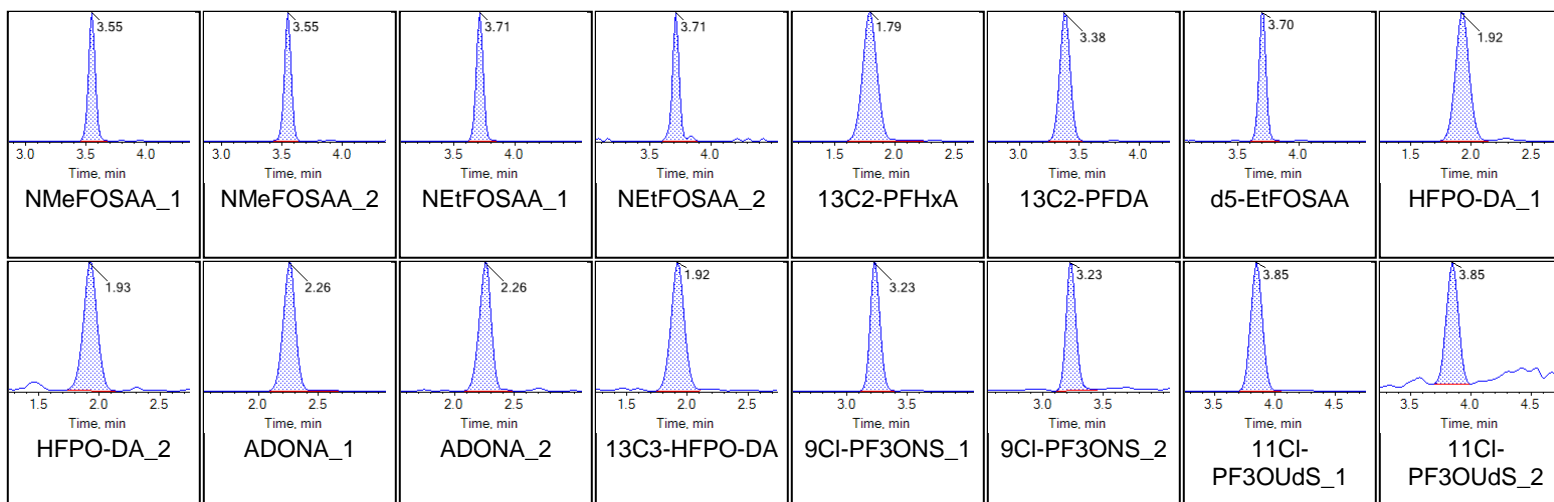 3.55
3.0 3.5 4.0
Time, min
NMeFOSAA_1
3.55
3.0 3.5 4.0
Time, min
NMeFOSAA_2
3.71
3.5 4.0
Time, min
NEtFOSAA_1
3.71
3.5 4.0
Time, min
NEtFOSAA_2
1.79
2.0 2.5
Time, min
13C2-PFHxA
3.38
3.0 3.5 4.0
Time, min
13C2-PFDA
3.70
3.5 4.0
Time, min
d5-EtFOSAA
1.92
1.5 2.0 2.5
Time, min
HFPO-DA_1
1.93
1.5 2.0 2.5
Time, min
HFPO-DA_2
2.26
2.0 2.5
Time, min
ADONA_1
2.26
2.0 2.5
Time, min
ADONA_2
1.92
1.5 2.0 2.5
Time, min
13C3-HFPO-DA
3.23
3.0 3.5
Time, min
9Cl-PF3ONS_1
3.23
3.0 3.5
Time, min
9Cl-PF3ONS_2
3.85
3.5 4.0 4.5
Time, min
11Cl-
PF3OUdS_1
3.85
3.5 4.0 4.5
Time, min
11Cl-
PF3OUdS_2